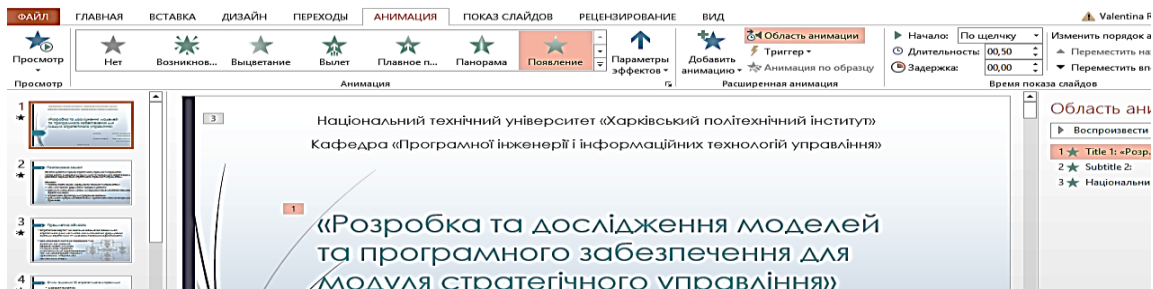 ФАЙЛ ГЛАВНАЯ ВСТАВКА ДИЗАЙН ПЕРЕХОДЫ АНИМАЦИЯ ПОКАЗ СЛАЙДОВ РЕЦЕНЗИРОВАНИЕ ВИД Valentina R
Просмотр
Нет Возникнов... Выцветание Вылет Плавное п... Панорама Появление
Параметры эффектов
Добавить анимацию
Область анимации
Триггер
Анимация по образцу
Начало: По щелчку
Длительность: 00,50
Задержка: 00,00
Изменить порядок а
Переместить на
Переместить впе
Просмотр Анимация Расширенная анимация Время показа слайдов
1
2
3
4
3
Національний технічний університет «Харківський політехнічний інститут»
Кафедра «Програмної інженерії і інформаційних технологій управління»
1
«Розробка та дослідження моделей
та програмного забезпечення для
модуля стратегічного управління»
Область ани
Воспроизвести
1 Title 1: «Розр.
2 Subtitle 2:
3 Національни